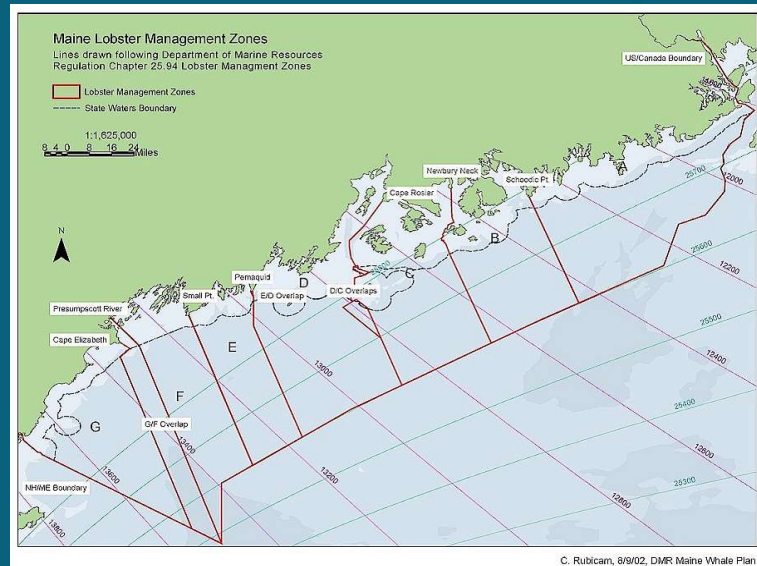 Maine Lobster Management Zones
Lines drawn following Department of Marine Resources
Regulation Chapter 25.94 Lobster Managment Zones
Lobster Management Zones
State Waters Boundary
1:1,625,000
8 4 0 8 16 24
Miles
N
US/Canada Boundary
A
Newbury Neck
Schoodic Pt.
Cape Rosier
25700
12000
B
25600
12200
C
D
Pemaquid
E/D Overlap
D/C Overlaps
Small Pt.
Presumpscott River
Cape Elizabeth
E
13000
25500
12400
F
25400
G
G/F Overlap
13400
13200
12600
25300
NH/ME Boundary
13600
12800
13800
C. Rubicam, 8/9/02, DMR Maine Whale Plan